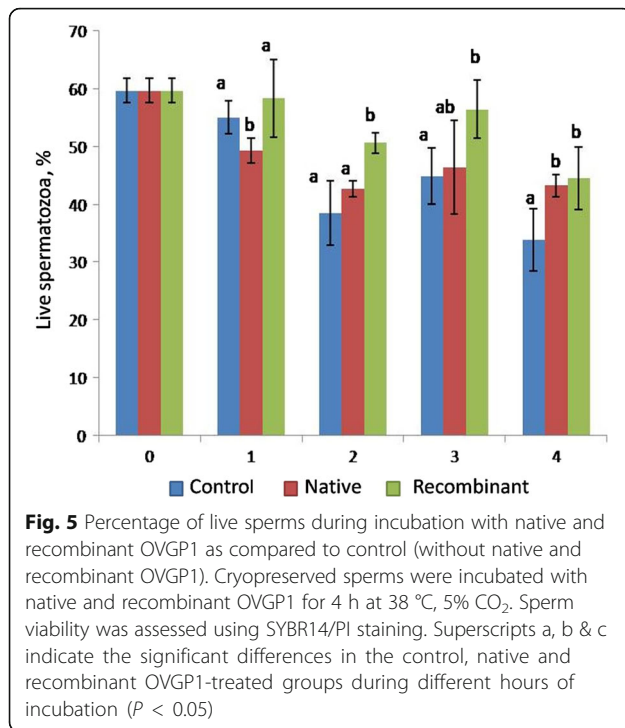 70
60
50
40
30
20
10
0
Live spermatozoa, %
a
b
a
a
a
b
a
ab
b
a
b
b
0 1 2 3 4
Control Native Recombinant
Fig. 5 Percentage of live sperms during incubation with native and
recombinant OVGP1 as compared to control (without native and
recombinant OVGP1). Cryopreserved sperms were incubated with
native and recombinant OVGP1 for 4 h at 38 °C, 5% CO₂. Sperm
viability was assessed using SYBR14/PI staining. Superscripts a, b & c
indicate the significant differences in the control, native and
recombinant OVGP1-treated groups during different hours of
incubation (P < 0.05)